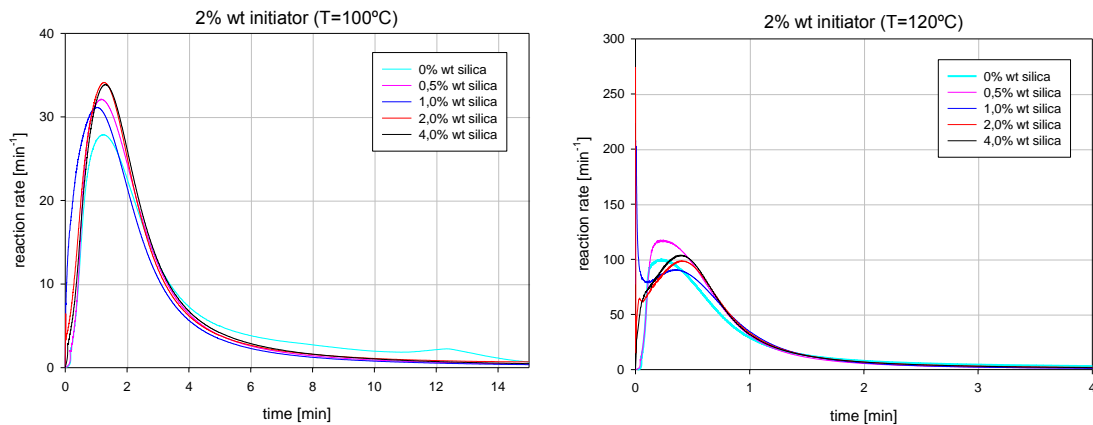 2% wt initiator (T=100ºC)
reaction rate [min⁻¹]
40
30
20
10
0
0% wt silica
0,5% wt silica
1,0% wt silica
2,0% wt silica
4,0% wt silica
0 2 4 6 8 10 12 14
time [min]
2% wt initiator (T=120ºC)
reaction rate [min⁻¹]
300
250
200
150
100
50
0
0% wt silica
0,5% wt silica
1,0% wt silica
2,0% wt silica
4,0% wt silica
0 1 2 3 4
time [min]